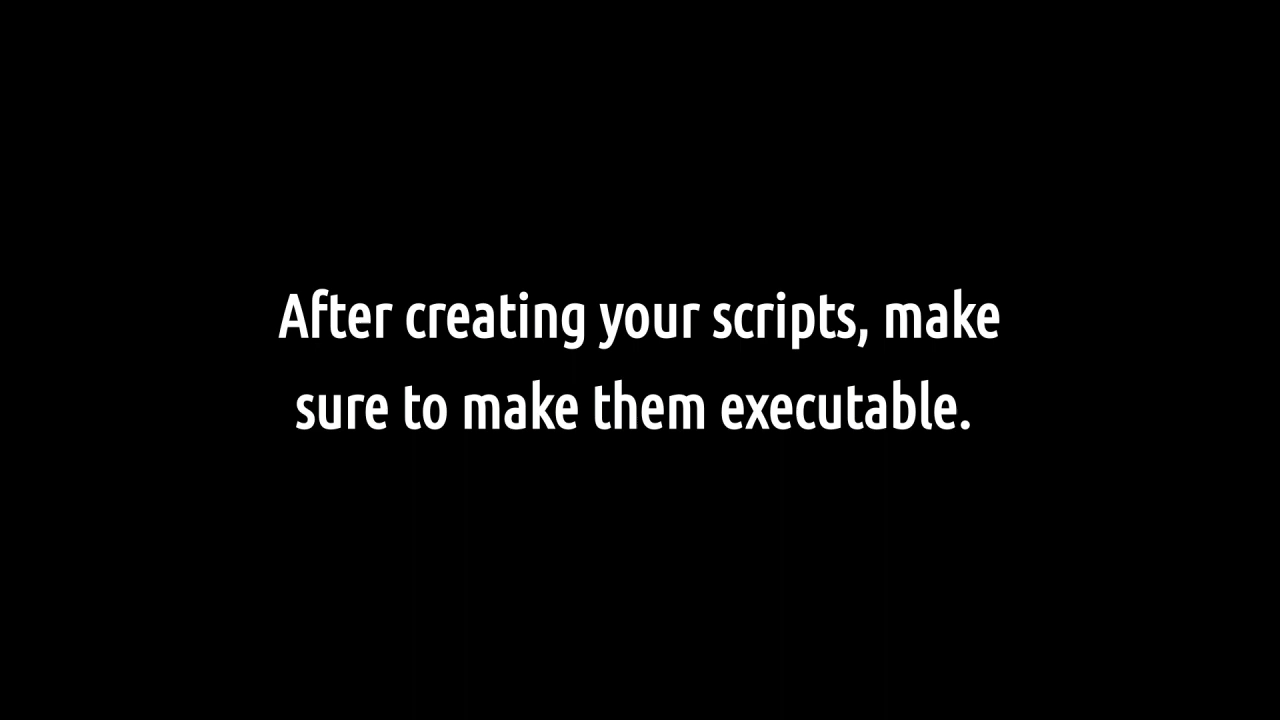 After creating your scripts, make
sure to make them executable.